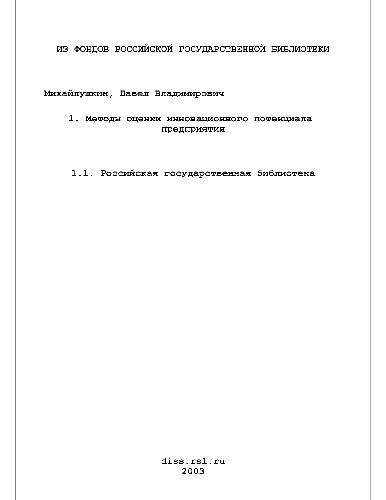 ИЗ ФОНДОВ РОССИЙСКОЙ ГОСУДАРСТВЕННОЙ БИБЛИОТЕКИ
Михайлушкин, Павел Владимирович
1. Методы оценки инновационного потенциала
предприятия
1.1. Российская государственная библиотека
diss.rsl.ru
2003